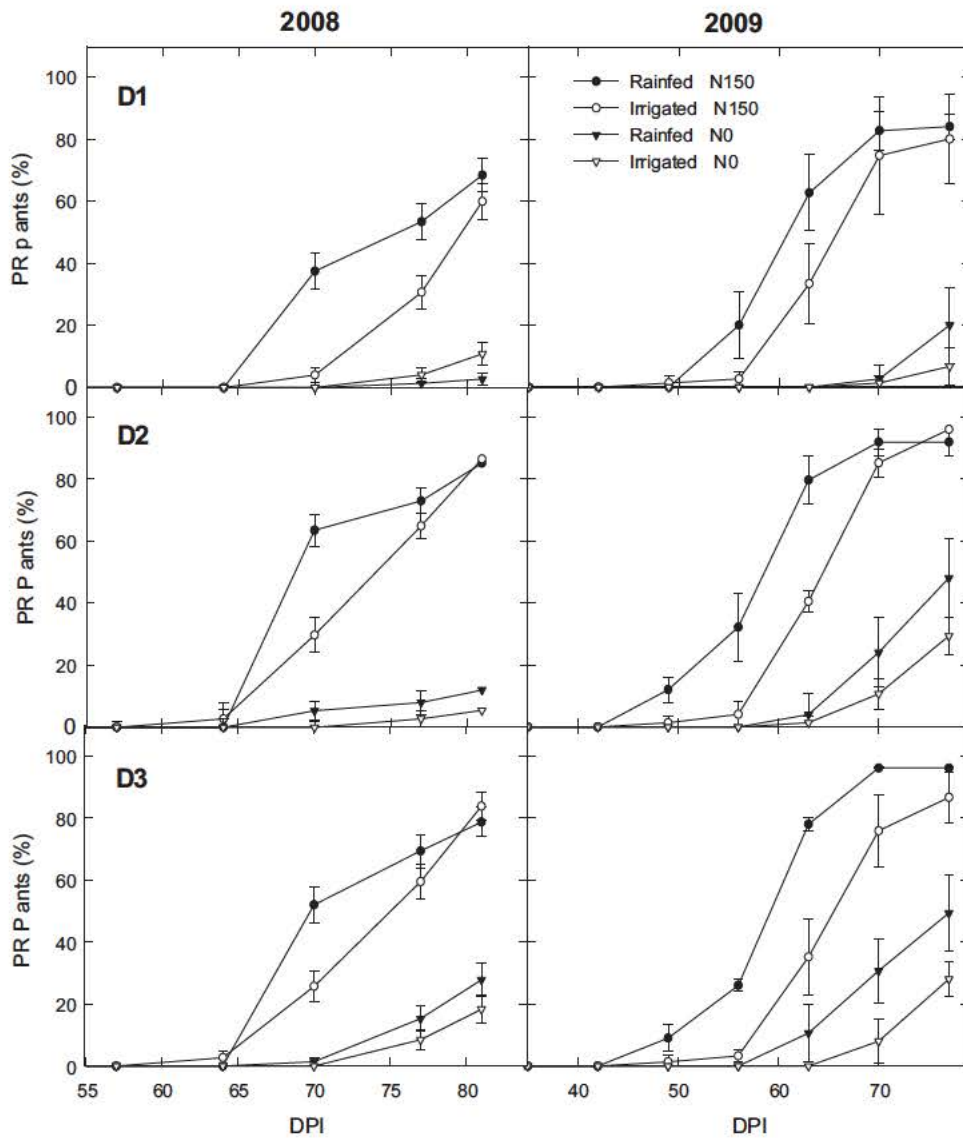 2008 2009
100
80
60
40
20
0
PR p ants (%)
D1
Rainfed N150
Irrigated N150
Rainfed N0
Irrigated N0
100
80
60
40
20
0
PR P ants (%)
D2
100
80
60
40
20
0
PR P ants (%)
D3
55 60 65 70 75 80 40 50 60 70
DPI DPI